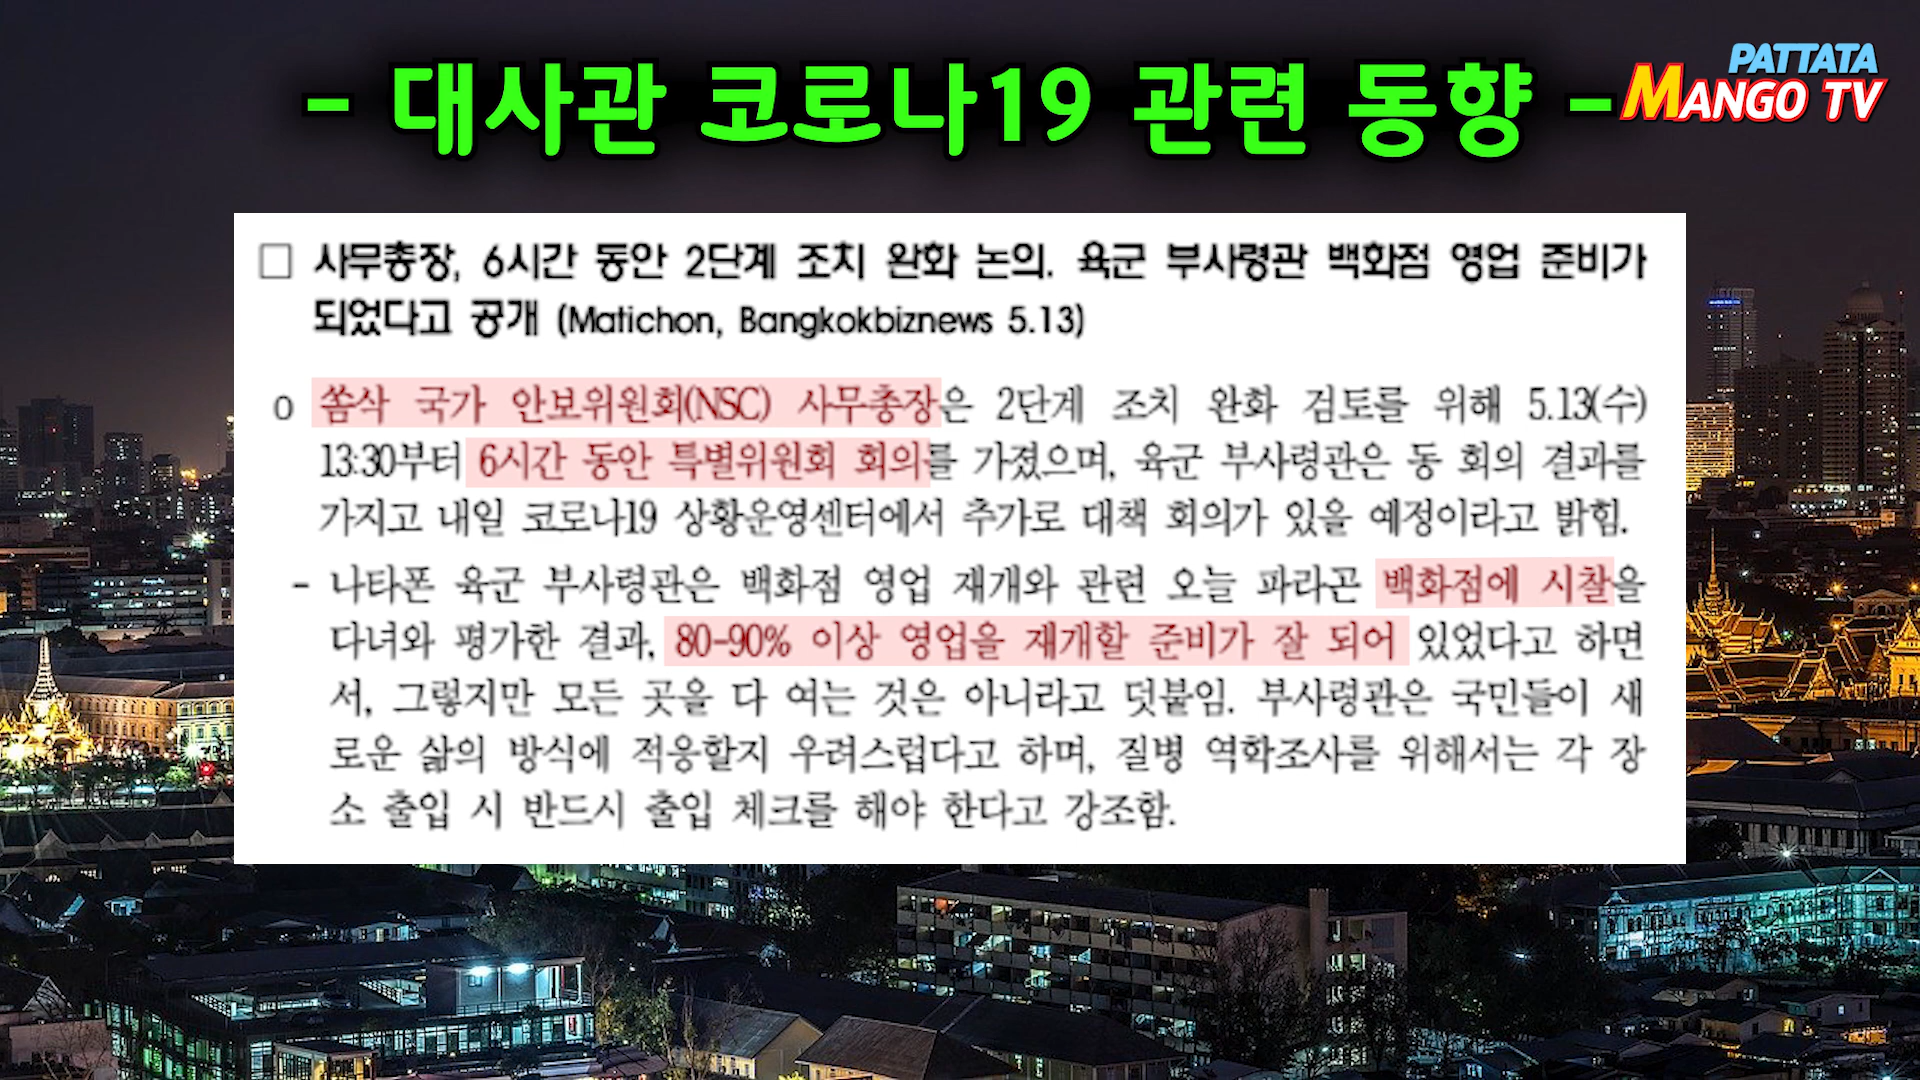 - 대사관 코로나19 관련 동향 -
PATTATA
MANGO TV
□ 사무총장, 6시간 동안 2단계 조치 완화 논의. 육군 부사령관 백화점 영업 준비가
되었다고 공개 (Matichon, Bangkokbiznews 5.13)
o 쏨삭 국가 안보위원회(NSC) 사무총장은 2단계 조치 완화 검토를 위해 5.13(수)
13:30부터 6시간 동안 특별위원회 회의를 가졌으며, 육군 부사령관은 동 회의 결과를
가지고 내일 코로나19 상황운영센터에서 추가로 대책 회의가 있을 예정이라고 밝힘.
- 나타폰 육군 부사령관은 백화점 영업 재개와 관련 오늘 파라곤 백화점에 시찰을
다녀와 평가한 결과, 80-90% 이상 영업을 재개할 준비가 잘 되어 있었다고 하면
서, 그렇지만 모든 곳을 다 여는 것은 아니라고 덧붙임. 부사령관은 국민들이 새
로운 삶의 방식에 적응할지 우려스럽다고 하며, 질병 역학조사를 위해서는 각 장
소 출입 시 반드시 출입 체크를 해야 한다고 강조함.